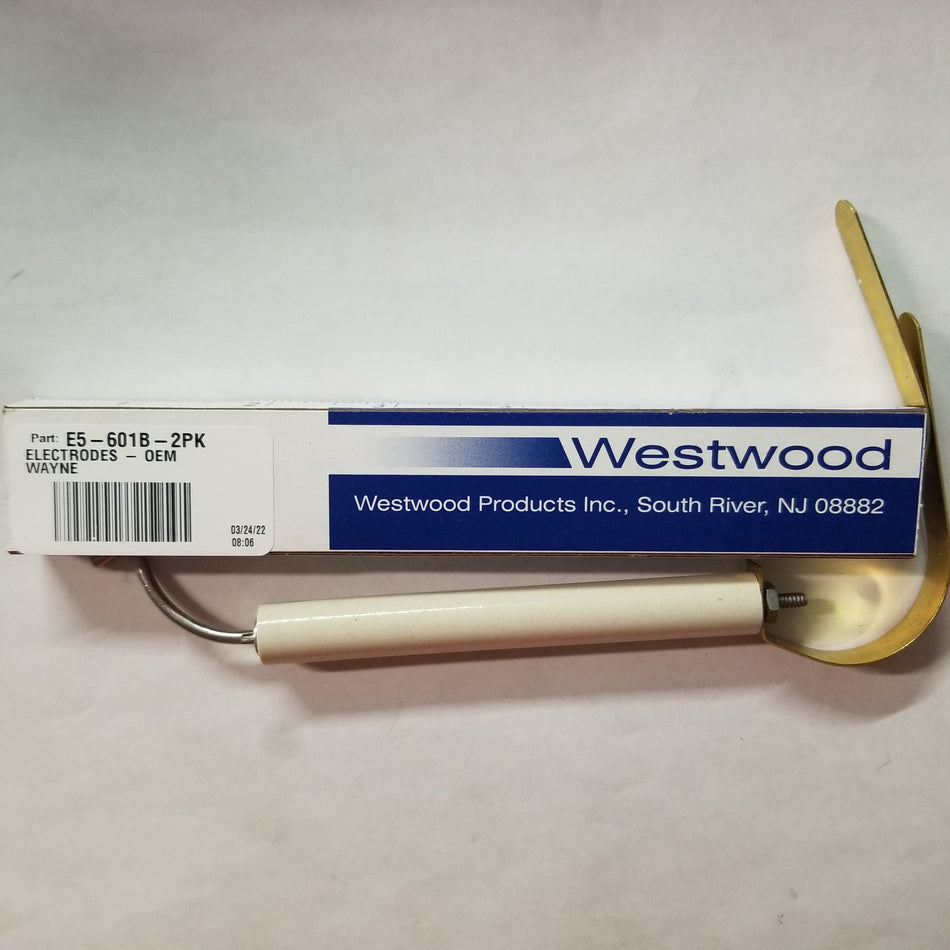 Part: E5-601B-2PK
ELECTRODES - OEM
WAYNE
03/24/22
08:06
Westwood
Westwood Products Inc., South River, NJ 08882